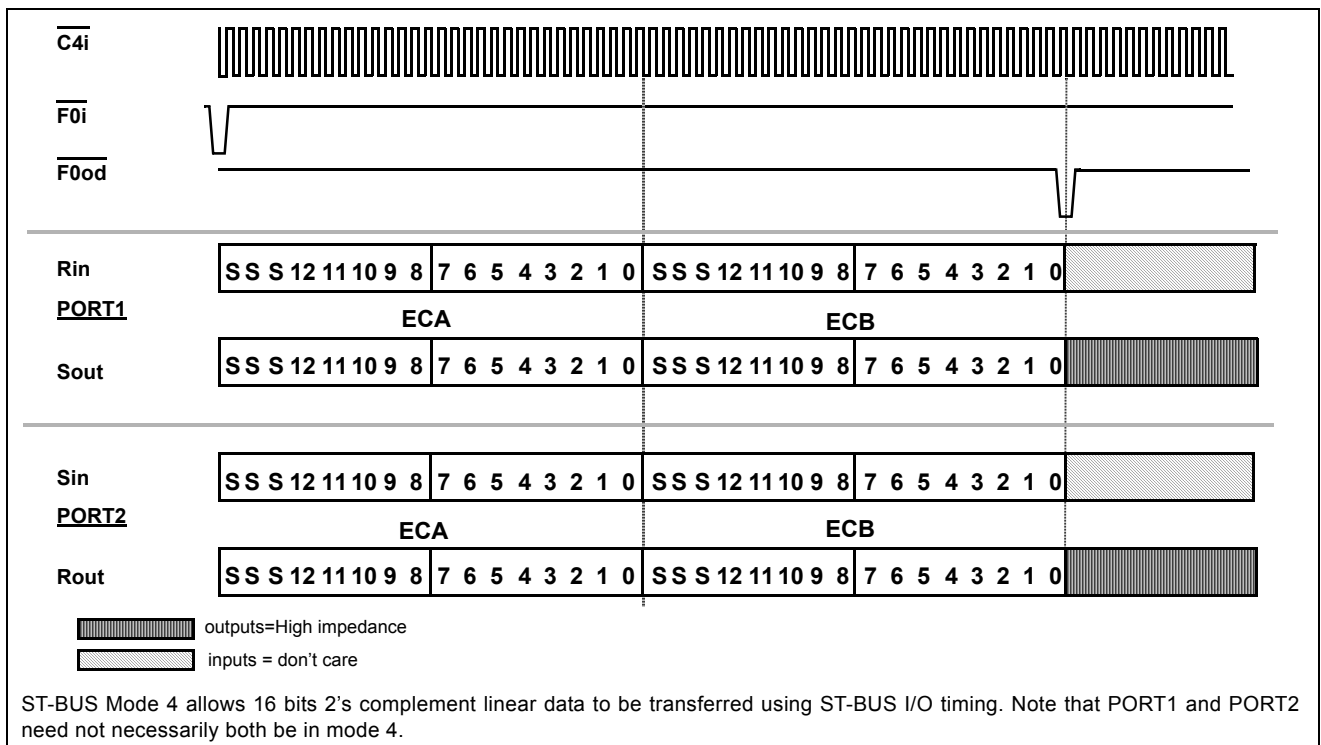 C4i
F0i
F0od
Rin
S S S 12 11 10 9 8 7 6 5 4 3 2 1 0 S S S 12 11 10 9 8 7 6 5 4 3 2 1 0
PORT1
ECA ECB
Sout
S S S 12 11 10 9 8 7 6 5 4 3 2 1 0 S S S 12 11 10 9 8 7 6 5 4 3 2 1 0
Sin
S S S 12 11 10 9 8 7 6 5 4 3 2 1 0 S S S 12 11 10 9 8 7 6 5 4 3 2 1 0
PORT2
ECA ECB
Rout
S S S 12 11 10 9 8 7 6 5 4 3 2 1 0 S S S 12 11 10 9 8 7 6 5 4 3 2 1 0
outputs=High impedance
inputs = don't care
ST-BUS Mode 4 allows 16 bits 2's complement linear data to be transferred using ST-BUS I/O timing. Note that PORT1 and PORT2
need not necessarily both be in mode 4.